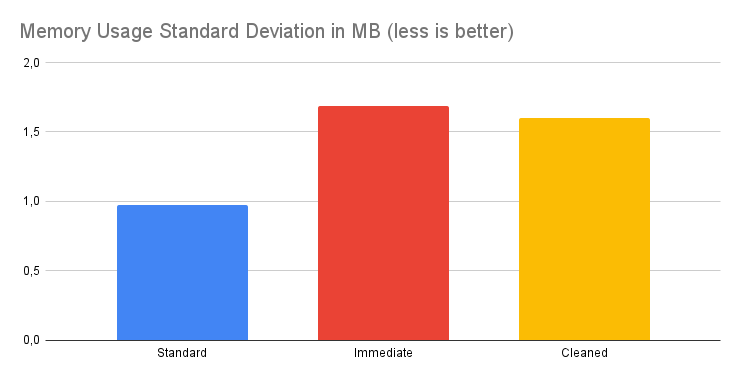 Memory Usage Standard Deviation in MB (less is better)
2,0
1,5
1,0
0,5
0,0
Standard Immediate Cleaned